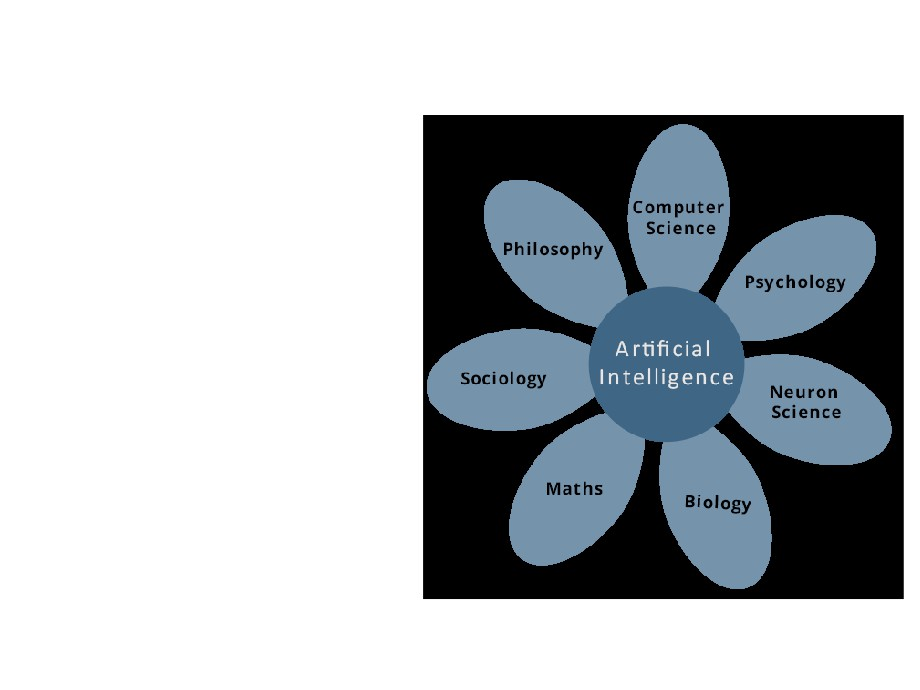 Computer
Science
Philosophy
Psychology
Artificial
Intelligence
Sociology
Neuron
Science
Maths
Biology